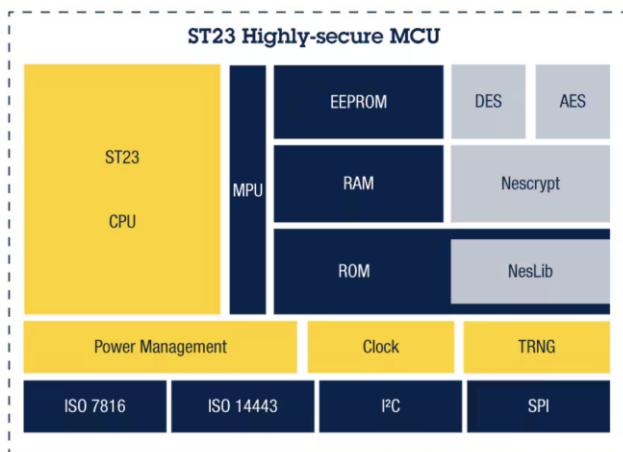 ST23 Highly-secure MCU
ST23
CPU
MPU
EEPROM
DES
AES
RAM
Nescrypt
ROM
NesLib
Power Management
Clock
TRNG
ISO 7816
ISO 14443
I²C
SPI